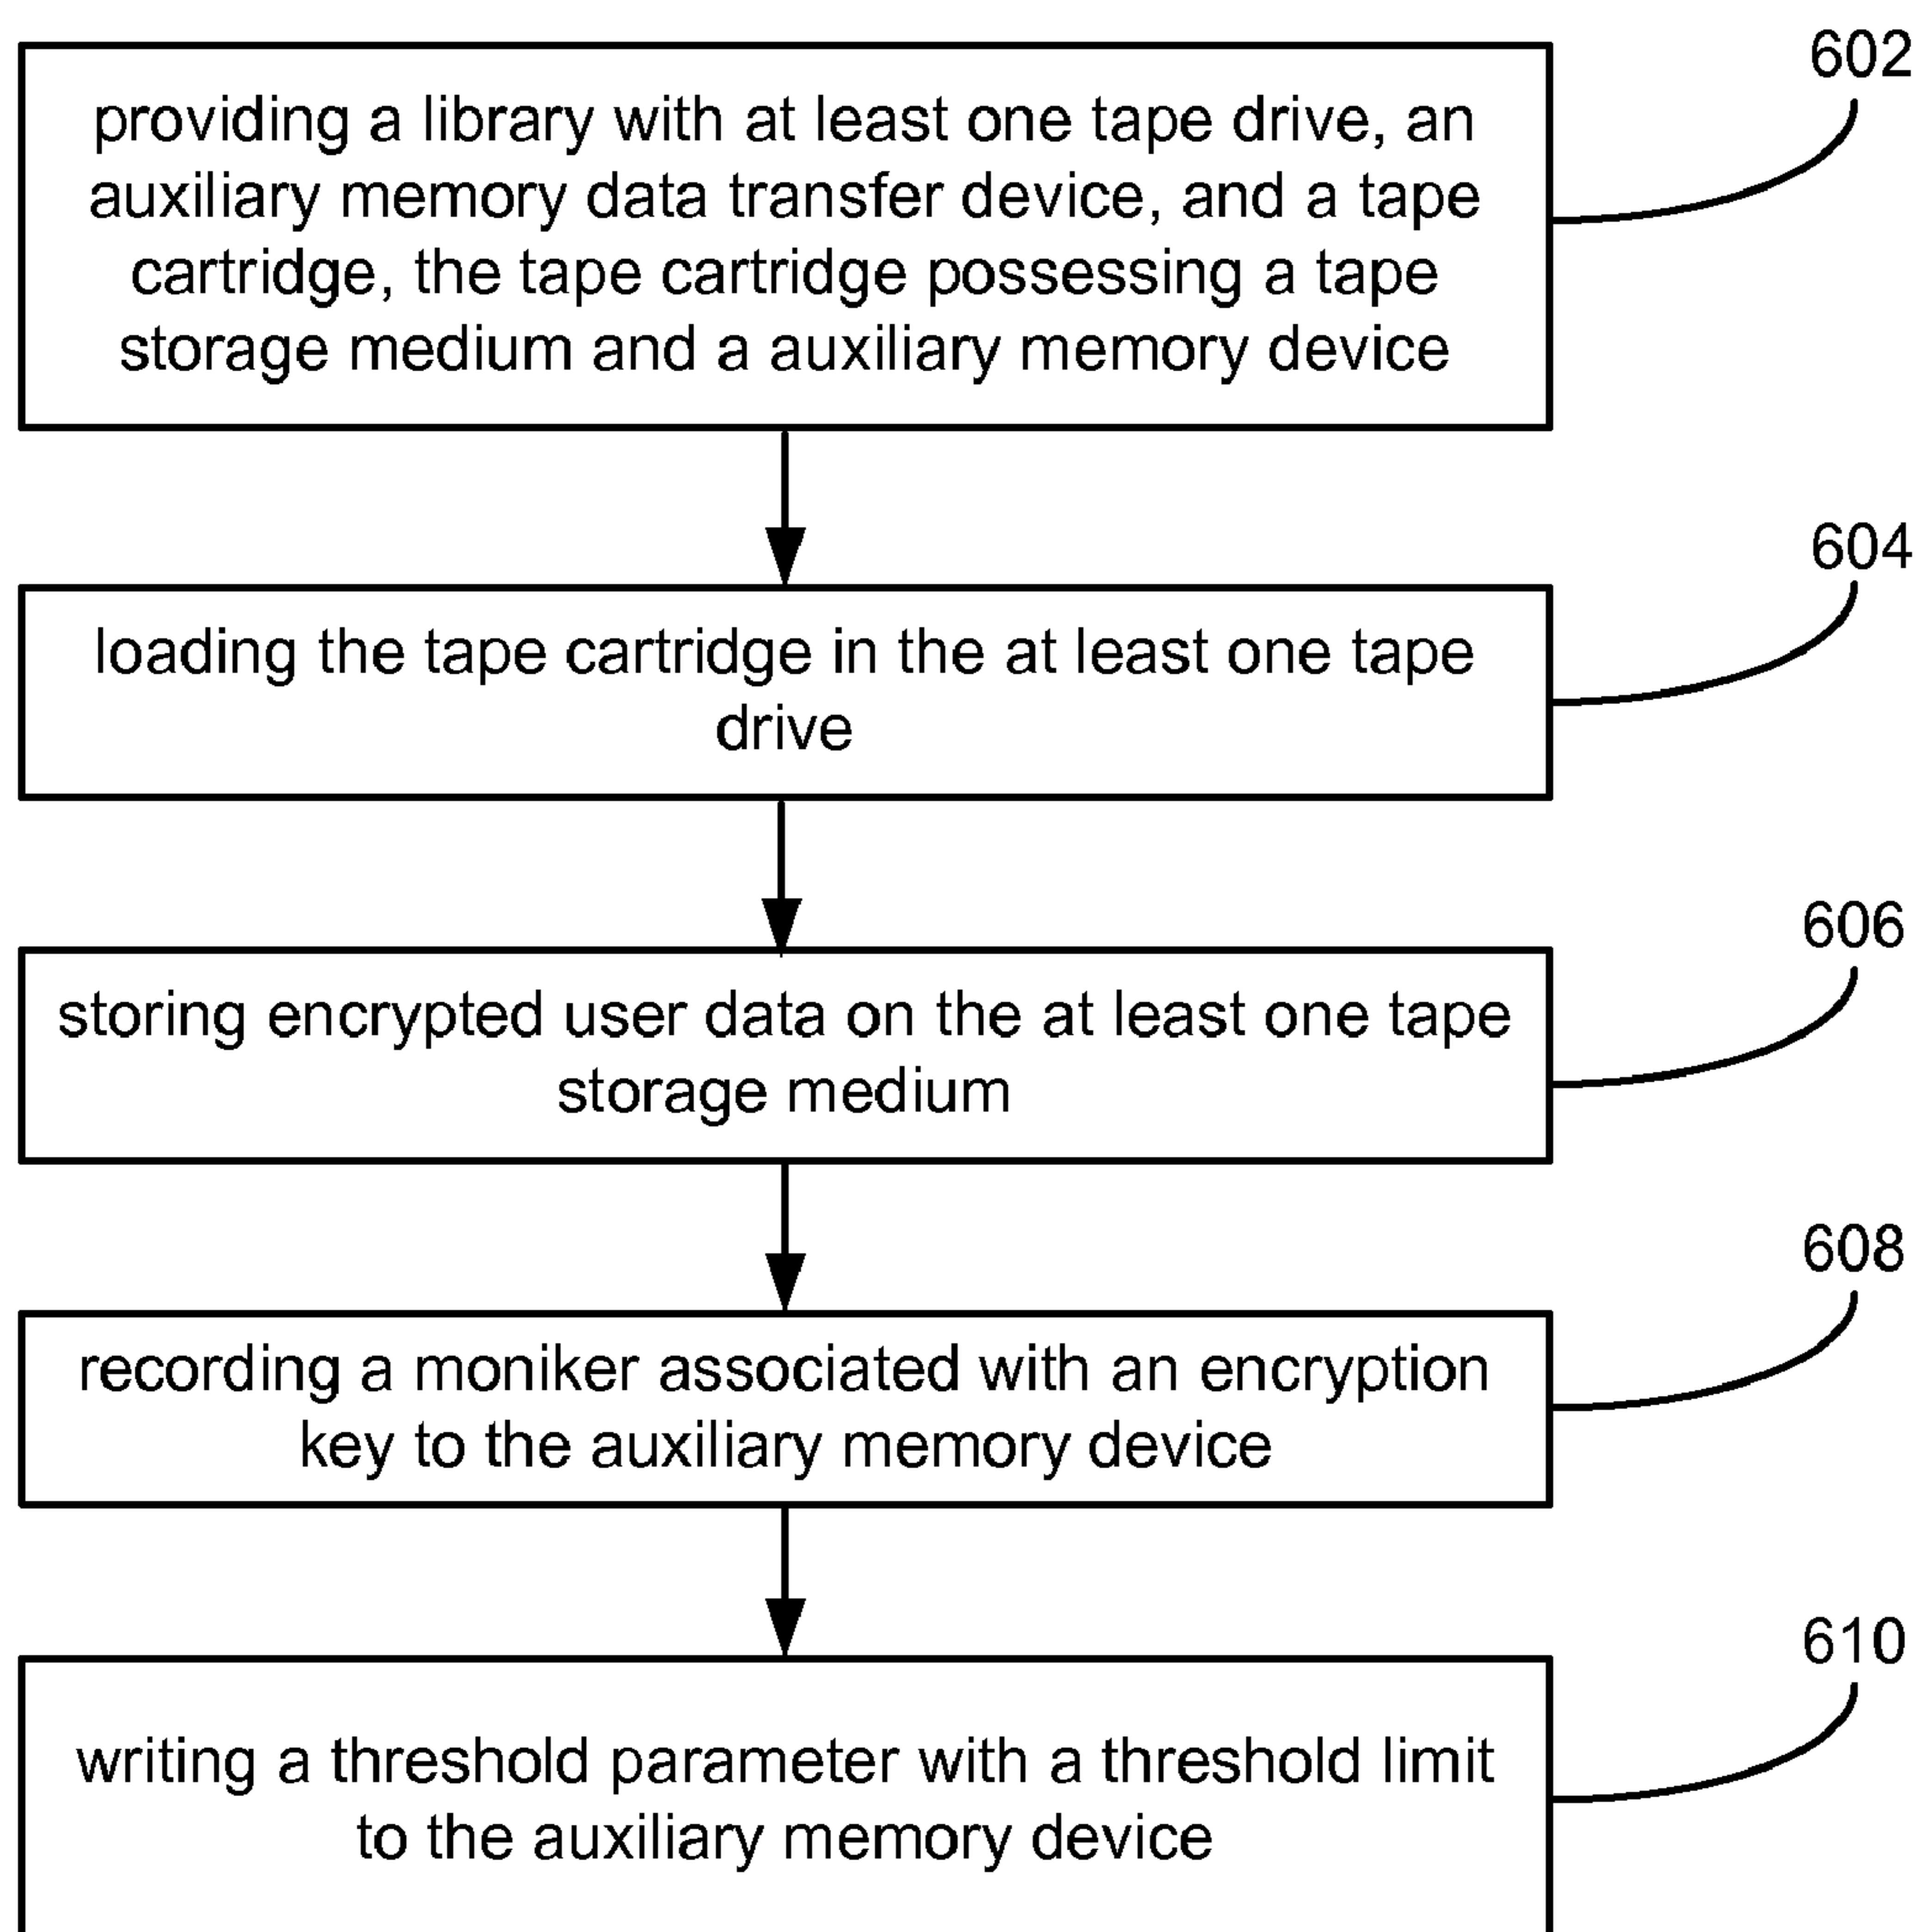 602
providing a library with at least one tape drive, an
auxiliary memory data transfer device, and a tape
cartridge, the tape cartridge possessing a tape
storage medium and a auxiliary memory device
604
loading the tape cartridge in the at least one tape
drive
606
storing encrypted user data on the at least one tape
storage medium
608
recording a moniker associated with an encryption
key to the auxiliary memory device
610
writing a threshold parameter with a threshold limit
to the auxiliary memory device